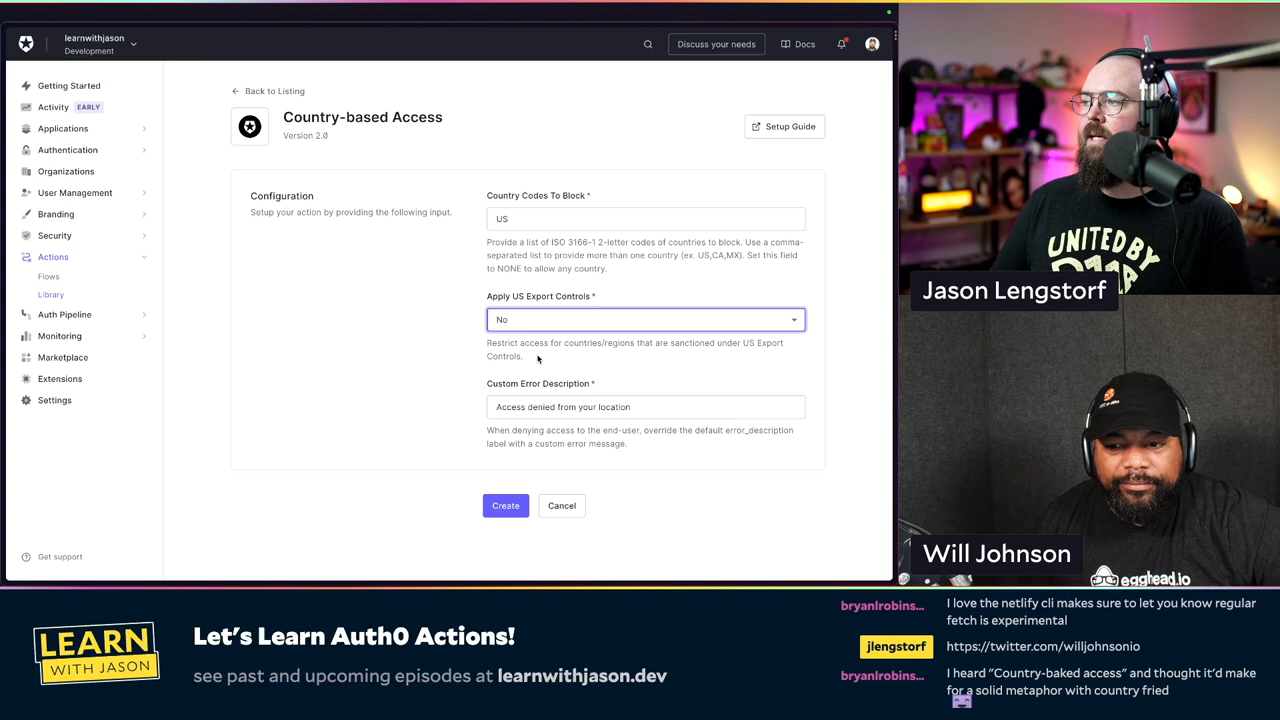 learnwithjason
Development
Discuss your needs
Docs
Getting Started
Activity EARLY
Applications
Authentication
Organizations
User Management
Branding
Security
Actions
Flows
Library
Auth Pipeline
Monitoring
Marketplace
Extensions
Settings
Get support
Back to Listing
Country-based Access
Version 2.0
Setup Guide
Configuration
Setup your action by providing the following input.
Country Codes To Block *
US
Provide a list of ISO 3166-1 2-letter codes of countries to block. Use a comma-
separated list to provide more than one country (ex. US,CA,MX). Set this field
to NONE to allow any country.
Apply US Export Controls *
No
Restrict access for countries/regions that are sanctioned under US Export
Controls.
Custom Error Description *
Access denied from your location
When denying access to the end-user, override the default error_description
label with a custom error message.
Create
Cancel
UNITED BY
Jason Lengstorf
Will Johnson
egghead.io
LEARN
WITH JASON
Let's Learn Auth0 Actions!
see past and upcoming episodes at learnwithjason.dev
bryanlrobins... I love the netlify cli makes sure to let you know regular
fetch is experimental
jlengstorf https://twitter.com/willjohnsonio
bryanlrobins... I heard "Country-baked access" and thought it'd make
for a solid metaphor with country fried